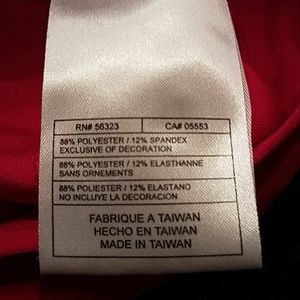 RN# 56323 CA# 05553
88% POLYESTER / 12% SPANDEX
EXCLUSIVE OF DECORATION
88% POLYESTER / 12% ELASTHANNE
SANS ORNEMENTS
88% POLIESTER / 12% ELASTANO
NO INCLUYE LA DECORACION
FABRIQUE A TAIWAN
HECHO EN TAIWAN
MADE IN TAIWAN